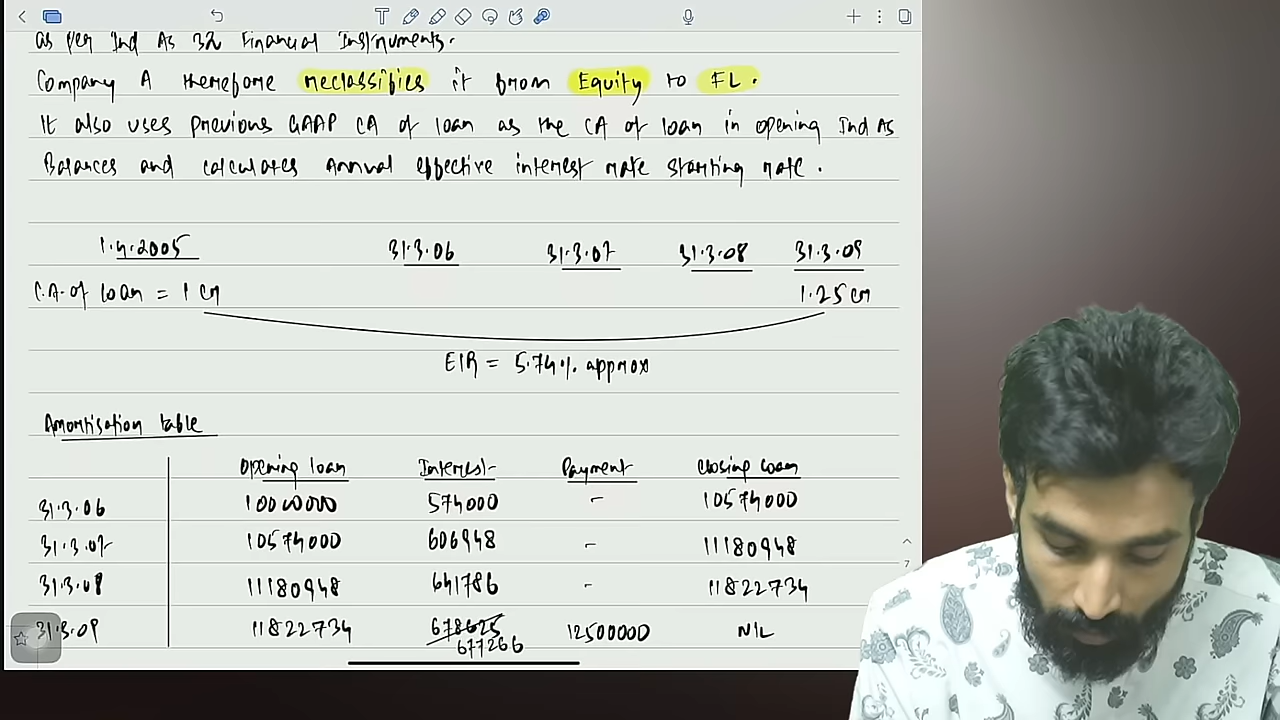 as per Ind As 32 Financial Instruments.
Company A therefore reclassifies it from Equity to FL.
It also uses previous GAAP CA of loan as the CA of loan in opening Ind AS
Balances and calculates Annual effective interest rate starting rate.
1.4.2005 31.3.06 31.3.07 31.3.08 31.3.09
C.A. of loan = 1 cr 1.25 cr
EIR = 5.74% approx
Amortisation table
Opening loan Interest Payment Closing loan
31.3.06 10000000 574000 - 10574000
31.3.07 10574000 606948 - 11180948
31.3.08 11180948 641786 - 11822734
31.3.09 11822734 678625 12500000 NIL
677266
7